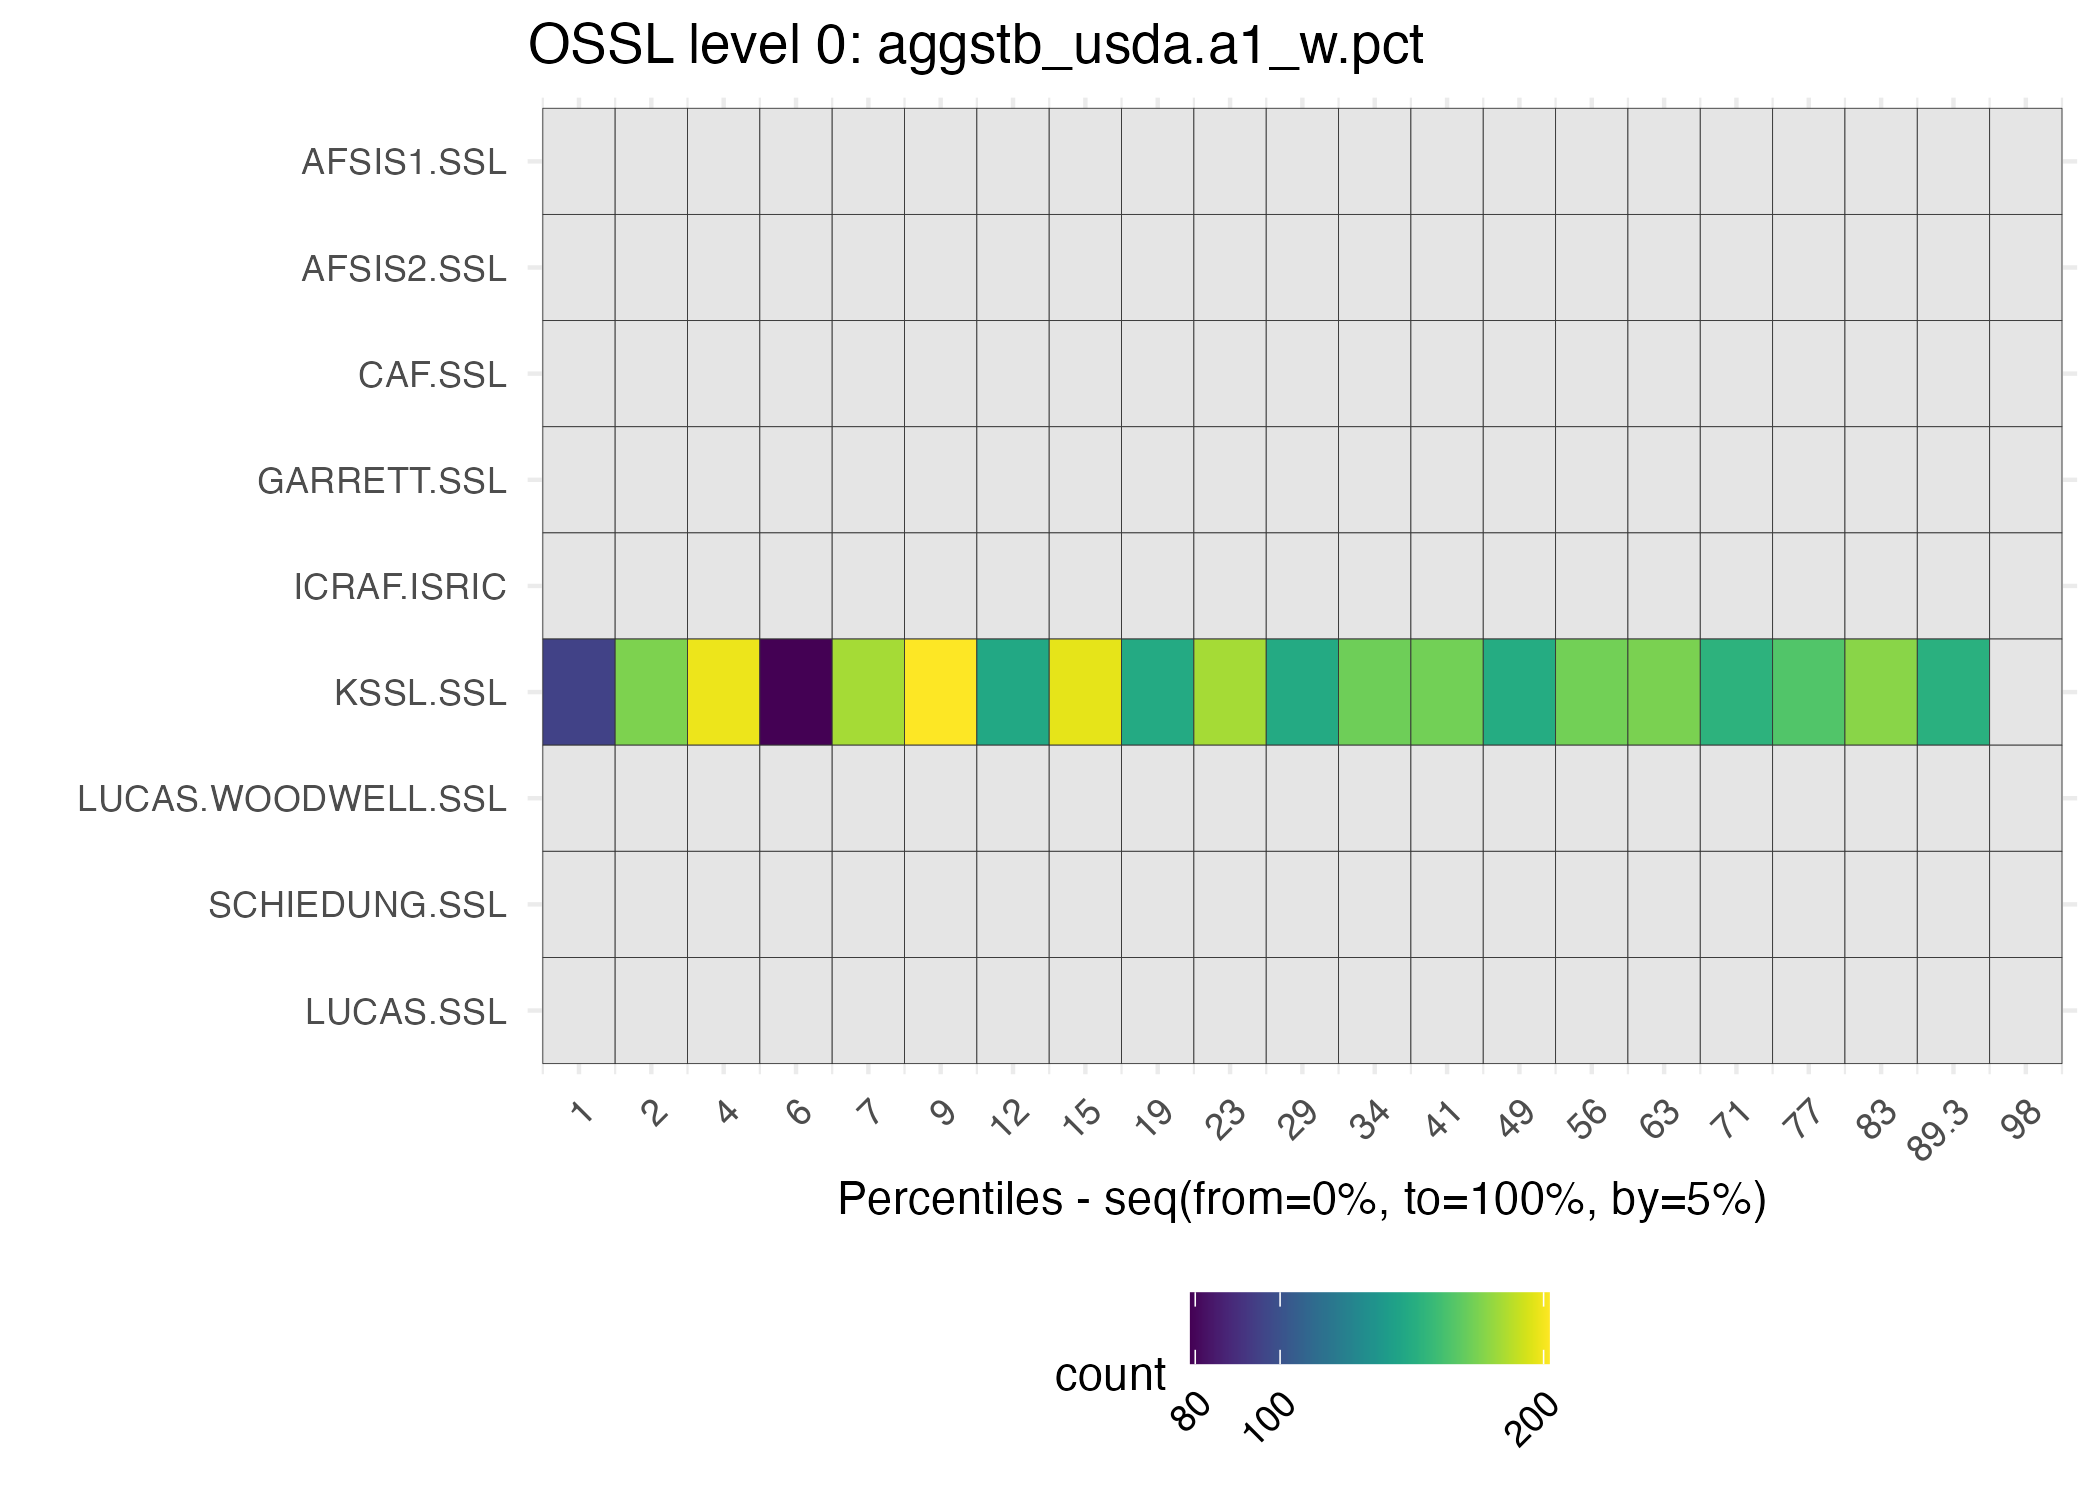 OSSL level 0: aggstb_usda.a1_w.pct
AFSIS1.SSL
AFSIS2.SSL
CAF.SSL
GARRETT.SSL
ICRAF.ISRIC
KSSL.SSL
LUCAS.WOODWELL.SSL
SCHIEDUNG.SSL
LUCAS.SSL
1 2 4 6 7 9 12 15 19 23 29 34 41 49 56 63 71 77 83 89.3 98
Percentiles - seq(from=0%, to=100%, by=5%)
count
80 100 200